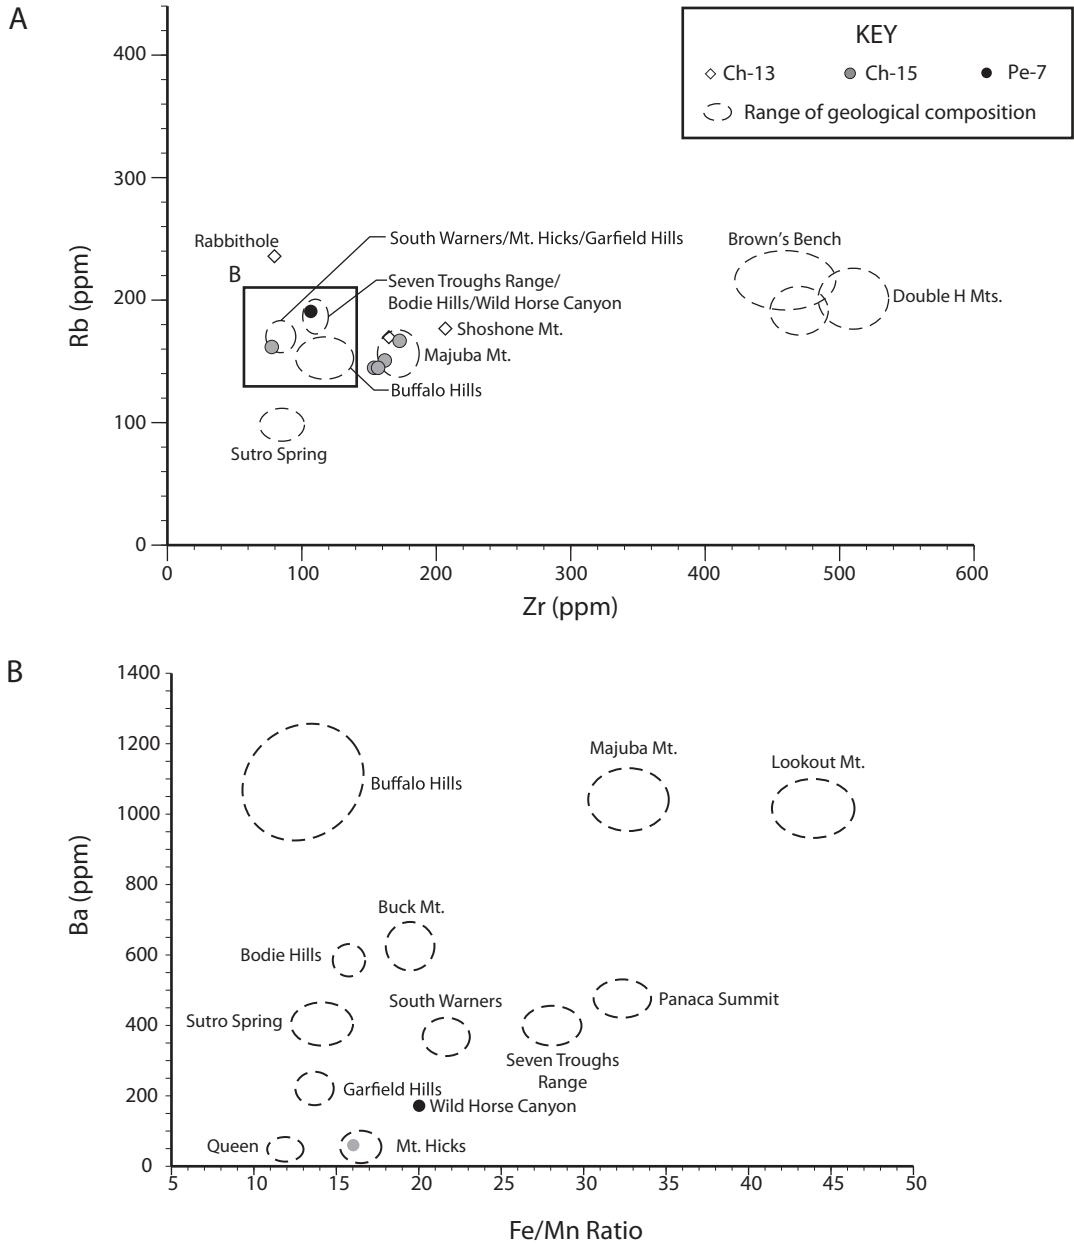 A
KEY
Ch-13
Ch-15
Pe-7
Range of geological composition
400
300
200
100
0
Rb (ppm)
Rabbithole
B
South Warners/Mt. Hicks/Garfield Hills
Seven Troughs Range/
Bodie Hills/Wild Horse Canyon
Shoshone Mt.
Majuba Mt.
Buffalo Hills
Sutro Spring
Brown's Bench
Double H Mts.
0 100 200 300 400 500 600
Zr (ppm)
B
1400
1200
1000
800
600
400
200
0
Ba (ppm)
Buffalo Hills
Majuba Mt.
Lookout Mt.
Buck Mt.
Bodie Hills
South Warners
Panaca Summit
Sutro Spring
Seven Troughs
Range
Garfield Hills
Wild Horse Canyon
Queen
Mt. Hicks
5 10 15 20 25 30 35 40 45 50
Fe/Mn Ratio